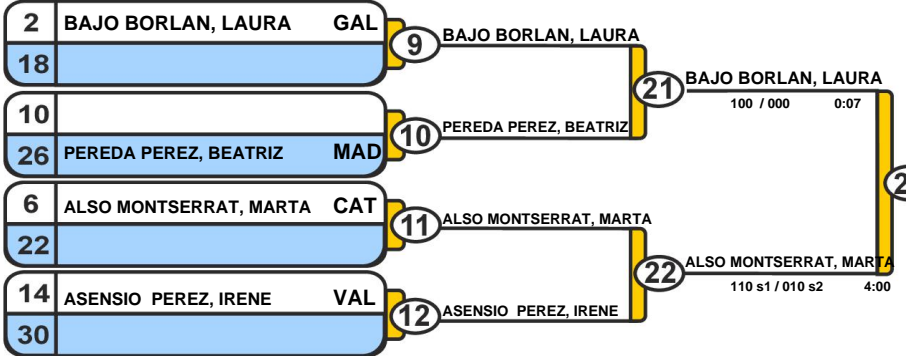 2 BAJO BORLAN, LAURA GAL
18
9 BAJO BORLAN, LAURA
10
26 PEREDA PEREZ, BEATRIZ MAD
10 PEREDA PEREZ, BEATRIZ
21 BAJO BORLAN, LAURA
100 / 000 0:07
6 ALSO MONTSERRAT, MARTA CAT
22
11 ALSO MONTSERRAT, MARTA
14 ASENSIO PEREZ, IRENE VAL
30
12 ASENSIO PEREZ, IRENE
22 ALSO MONTSERRAT, MARTA
110 s1 / 010 s2 4:00